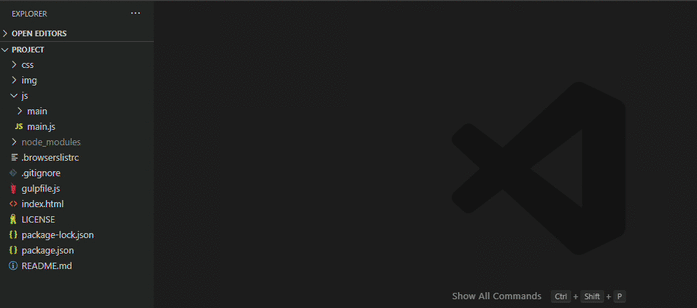 EXPLORER
OPEN EDITORS
PROJECT
css
img
js
main
JS main.js
node_modules
.browserslistrc
.gitignore
gulpfile.js
<> index.html
LICENSE
{} package-lock.json
{} package.json
README.md
Show All Commands Ctrl + Shift + P